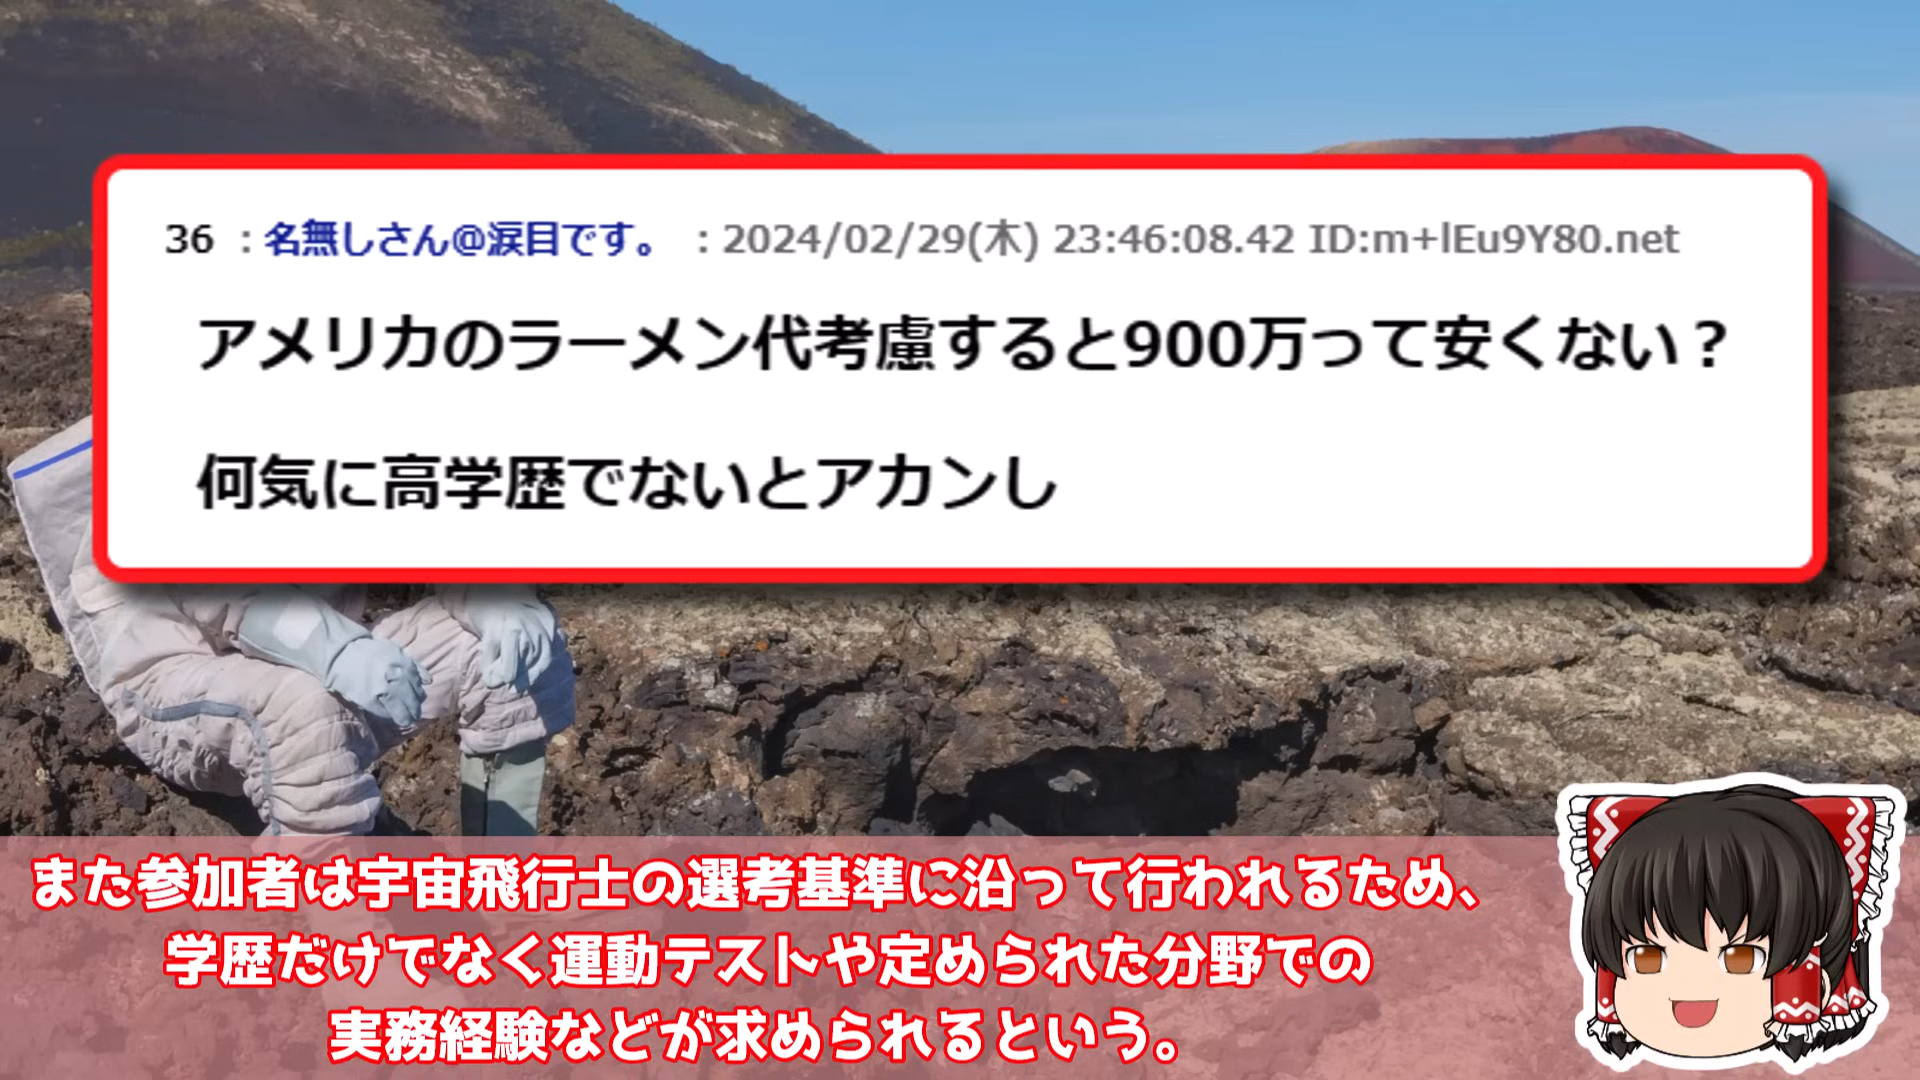 36 ：名無しさん@涙目です。 ：2024/02/29(木) 23:46:08.42 ID:m+lEu9Y80.net
アメリカのラーメン代考慮すると900万って安くない？
何気に高学歴でないとアカンし
また参加者は宇宙飛行士の選考基準に沿って行われるため、
学歴だけでなく運動テストや定められた分野での
実務経験などが求められるという。